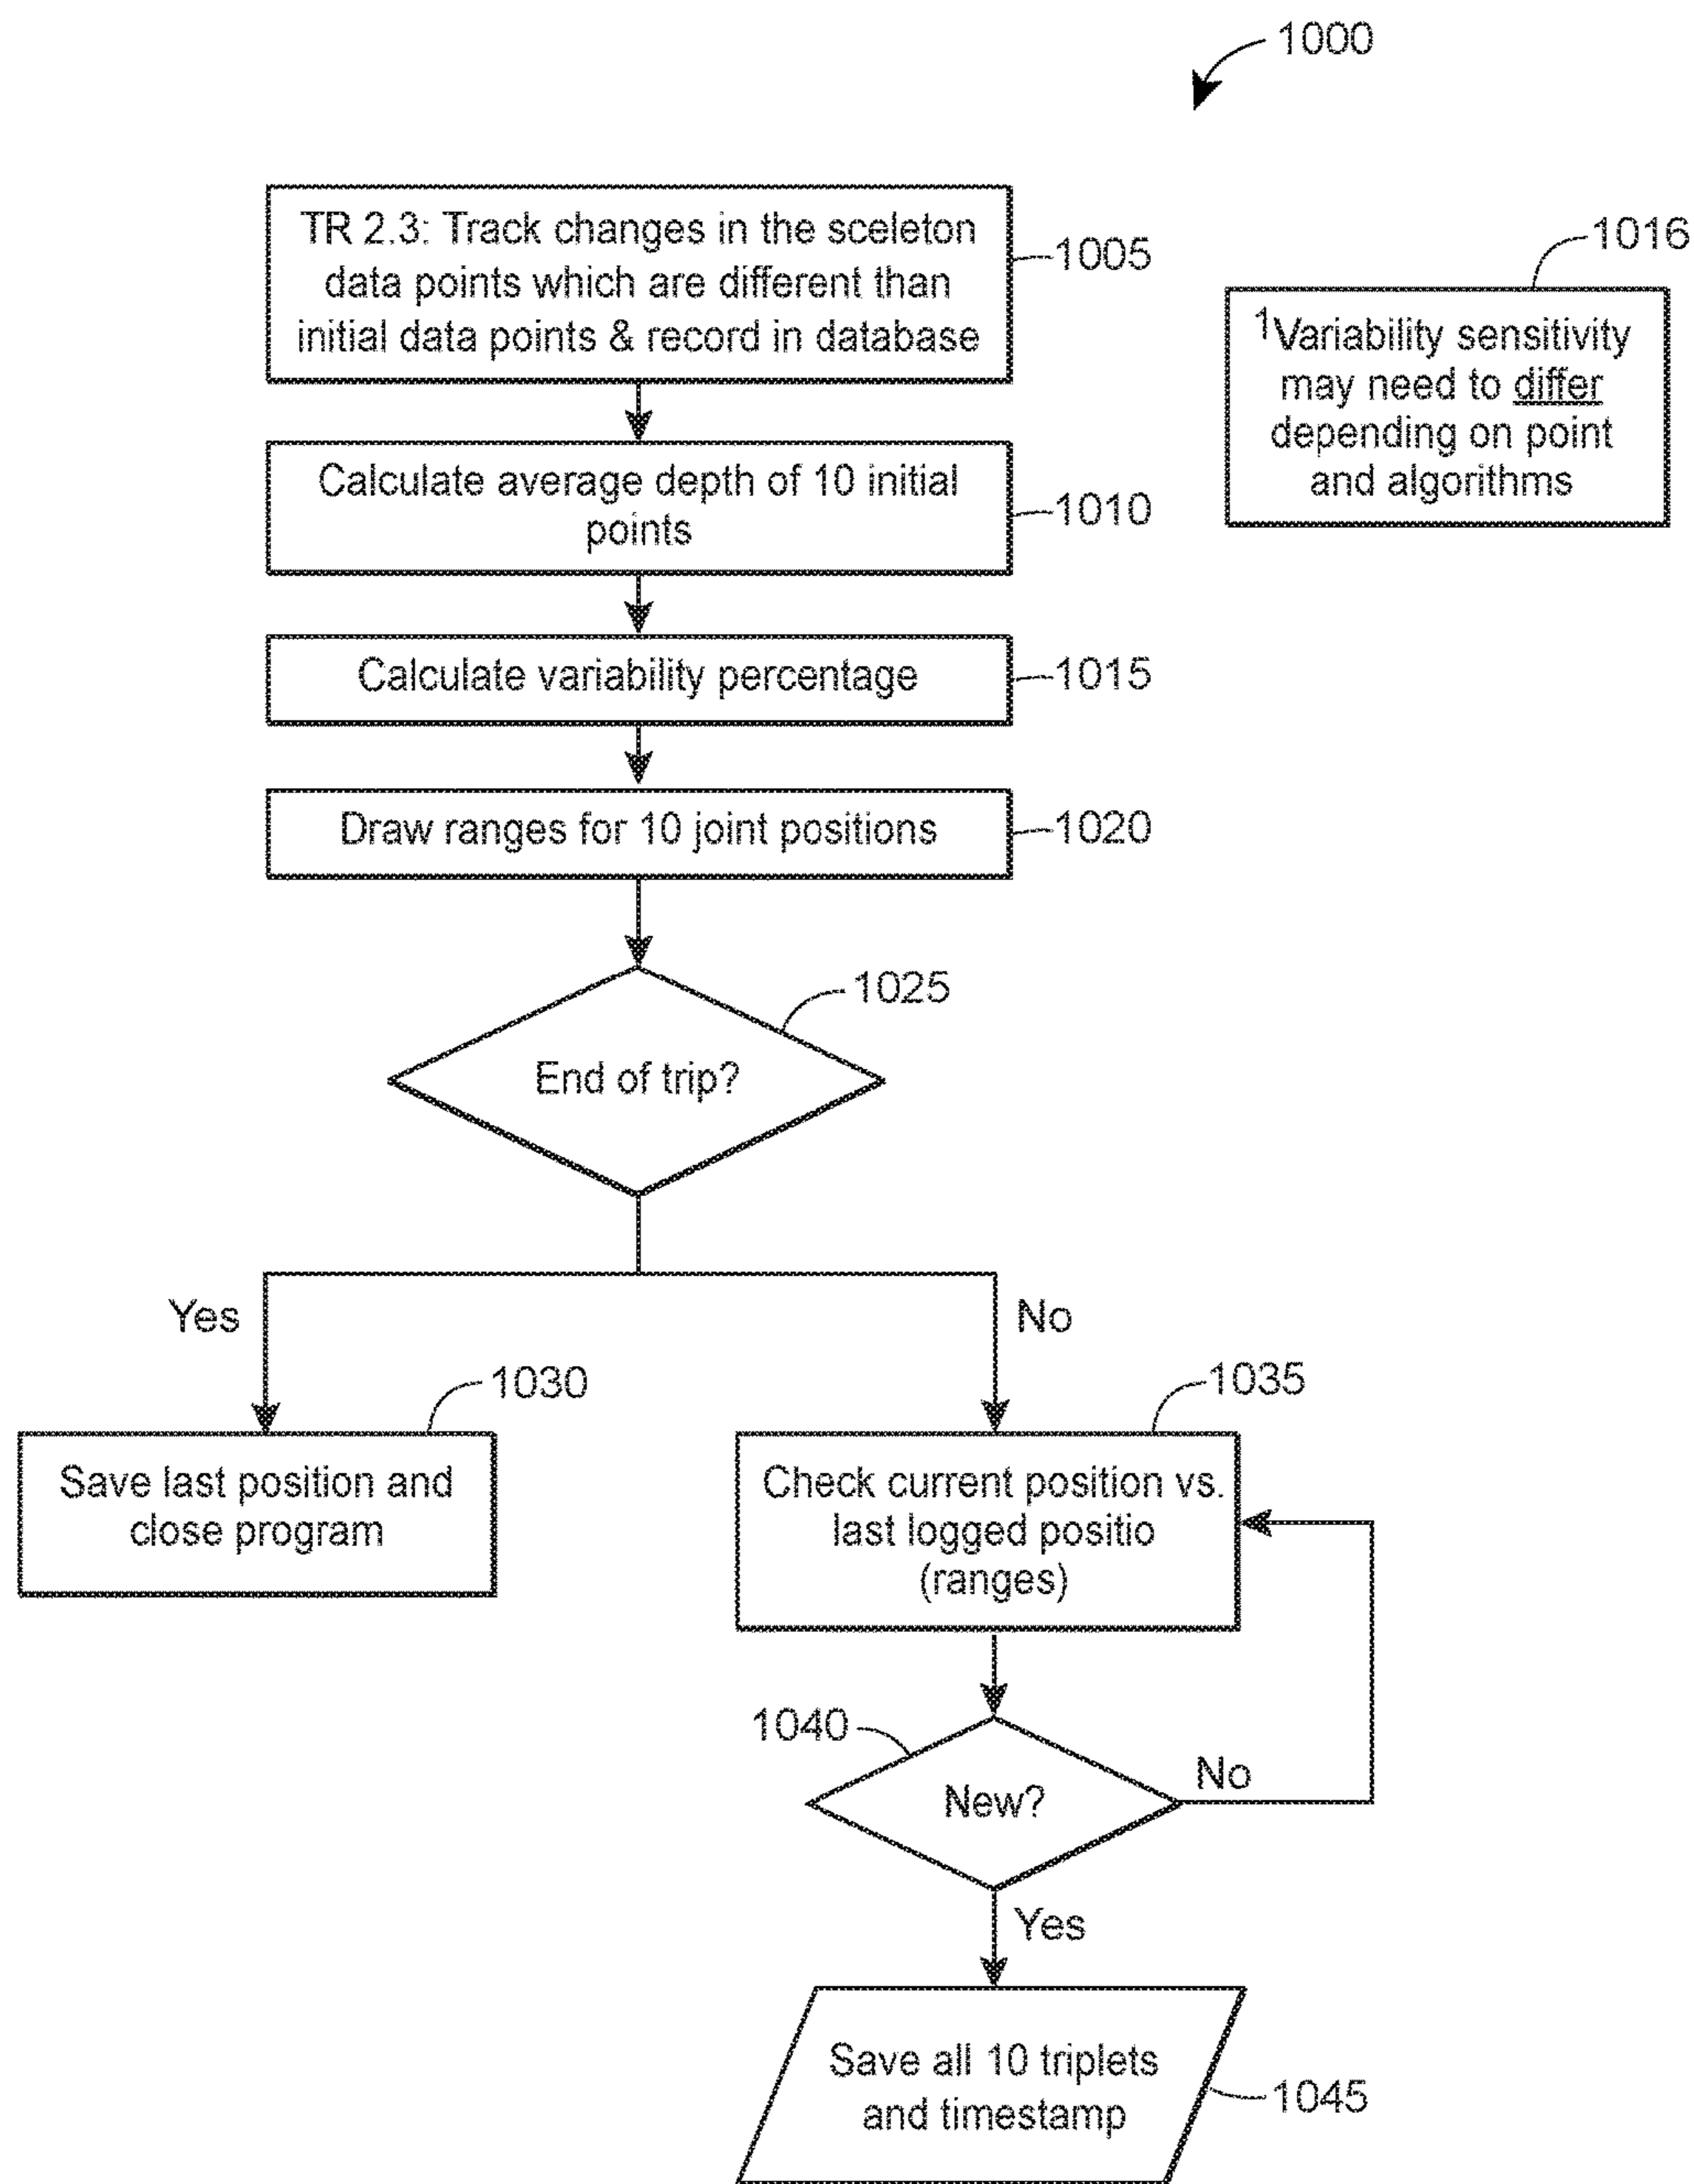 1000
TR 2.3: Track changes in the sceleton
data points which are different than
initial data points & record in database
1005
1016
1Variability sensitivity
may need to differ
depending on point
and algorithms
Calculate average depth of 10 initial
points
1010
Calculate variability percentage
1015
Draw ranges for 10 joint positions
1020
1025
End of trip?
Yes
No
1030
Save last position and
close program
1035
Check current position vs.
last logged positio
(ranges)
1040
New?
No
Yes
Save all 10 triplets
and timestamp
1045